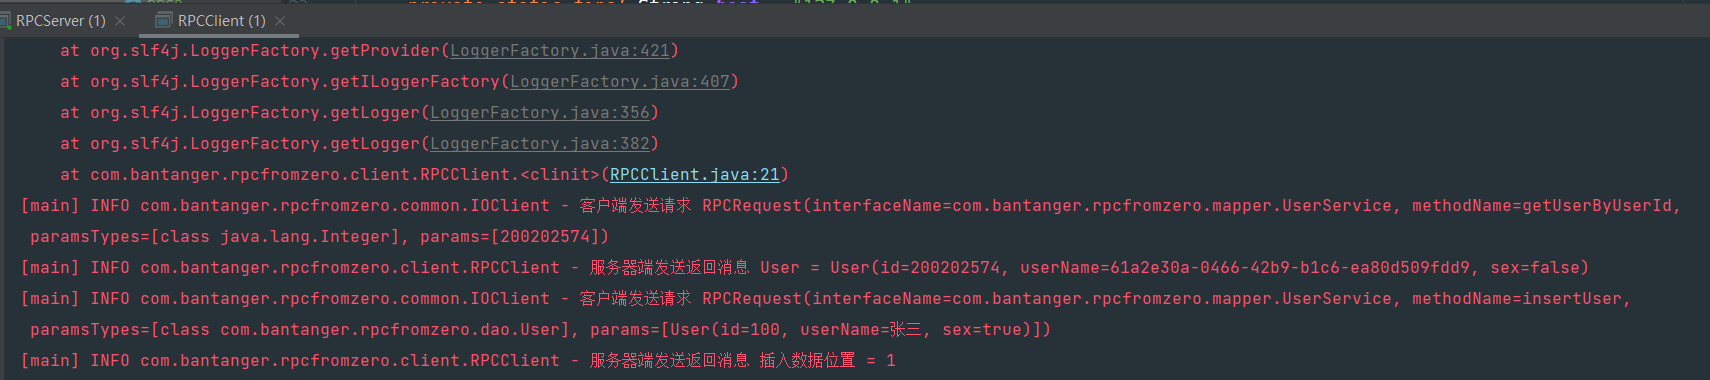 RPCServer (1) × RPCClient (1) ×
at org.slf4j.LoggerFactory.getProvider(LoggerFactory.java:421)
at org.slf4j.LoggerFactory.getILoggerFactory(LoggerFactory.java:407)
at org.slf4j.LoggerFactory.getLogger(LoggerFactory.java:356)
at org.slf4j.LoggerFactory.getLogger(LoggerFactory.java:382)
at com.bantanger.rpcfromzero.client.RPCClient.<clinit>(RPCClient.java:21)
[main] INFO com.bantanger.rpcfromzero.common.IOClient - 客户端发送请求 RPCRequest(interfaceName=com.bantanger.rpcfromzero.mapper.UserService, methodName=getUserByUserId,
paramsTypes=[class java.lang.Integer], params=[200202574])
[main] INFO com.bantanger.rpcfromzero.client.RPCClient - 服务器端发送返回消息 User = User(id=200202574, userName=61a2e30a-0466-42b9-b1c6-ea80d509fdd9, sex=false)
[main] INFO com.bantanger.rpcfromzero.common.IOClient - 客户端发送请求 RPCRequest(interfaceName=com.bantanger.rpcfromzero.mapper.UserService, methodName=insertUser,
paramsTypes=[class com.bantanger.rpcfromzero.dao.User], params=[User(id=100, userName=张三, sex=true)])
[main] INFO com.bantanger.rpcfromzero.client.RPCClient - 服务器端发送返回消息 插入数据位置 = 1